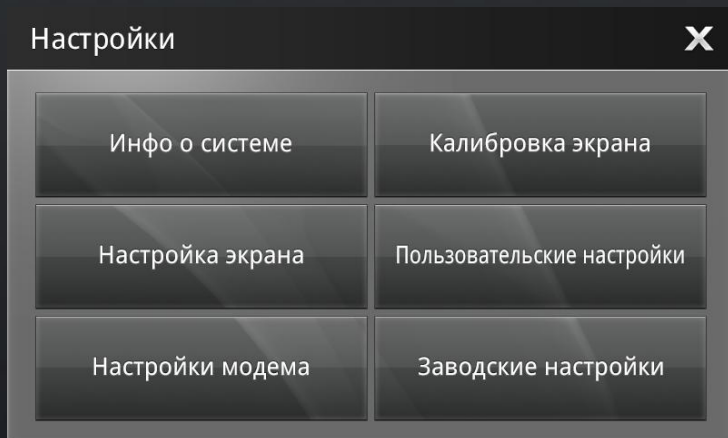 Настройки
Инфо о системе
Калибровка экрана
Настройка экрана
Пользовательские настройки
Настройки модема
Заводские настройки